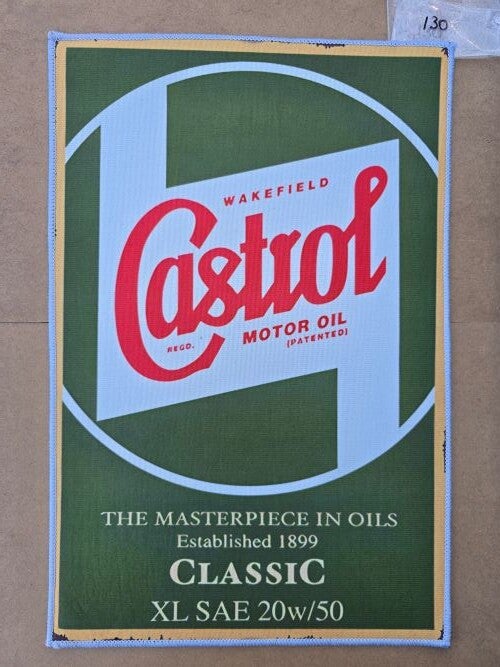 130
WAKEFIELD
Castrol
REGD.
MOTOR OIL
(PATENTED)
THE MASTERPIECE IN OILS
Established 1899
CLASSIC
XL SAE 20w/50